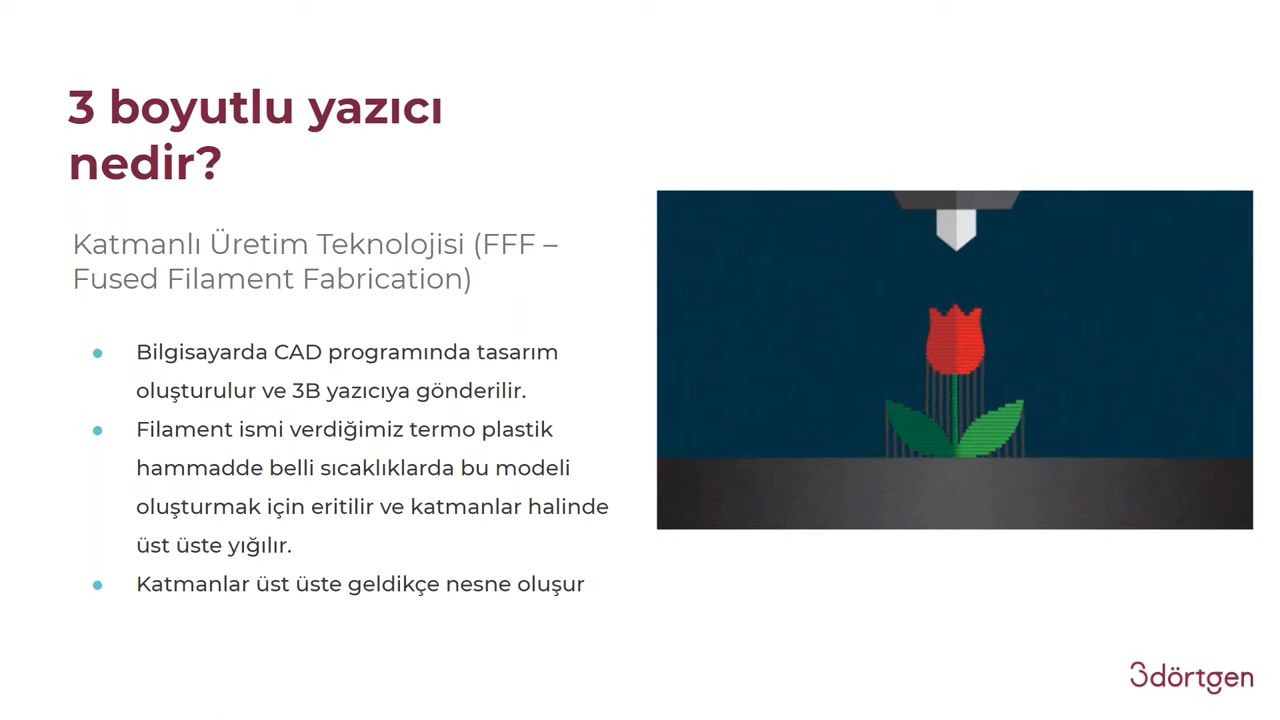 3 boyutlu yazıcı
nedir?
Katmanlı Üretim Teknolojisi (FFF –
Fused Filament Fabrication)
● Bilgisayarda CAD programında tasarım
oluşturulur ve 3B yazıcıya gönderilir.
● Filament ismi verdiğimiz termo plastik
hammadde belli sıcaklıklarda bu modeli
oluşturmak için eritilir ve katmanlar halinde
üst üste yığılır.
● Katmanlar üst üste geldikçe nesne oluşur
3dörtgen